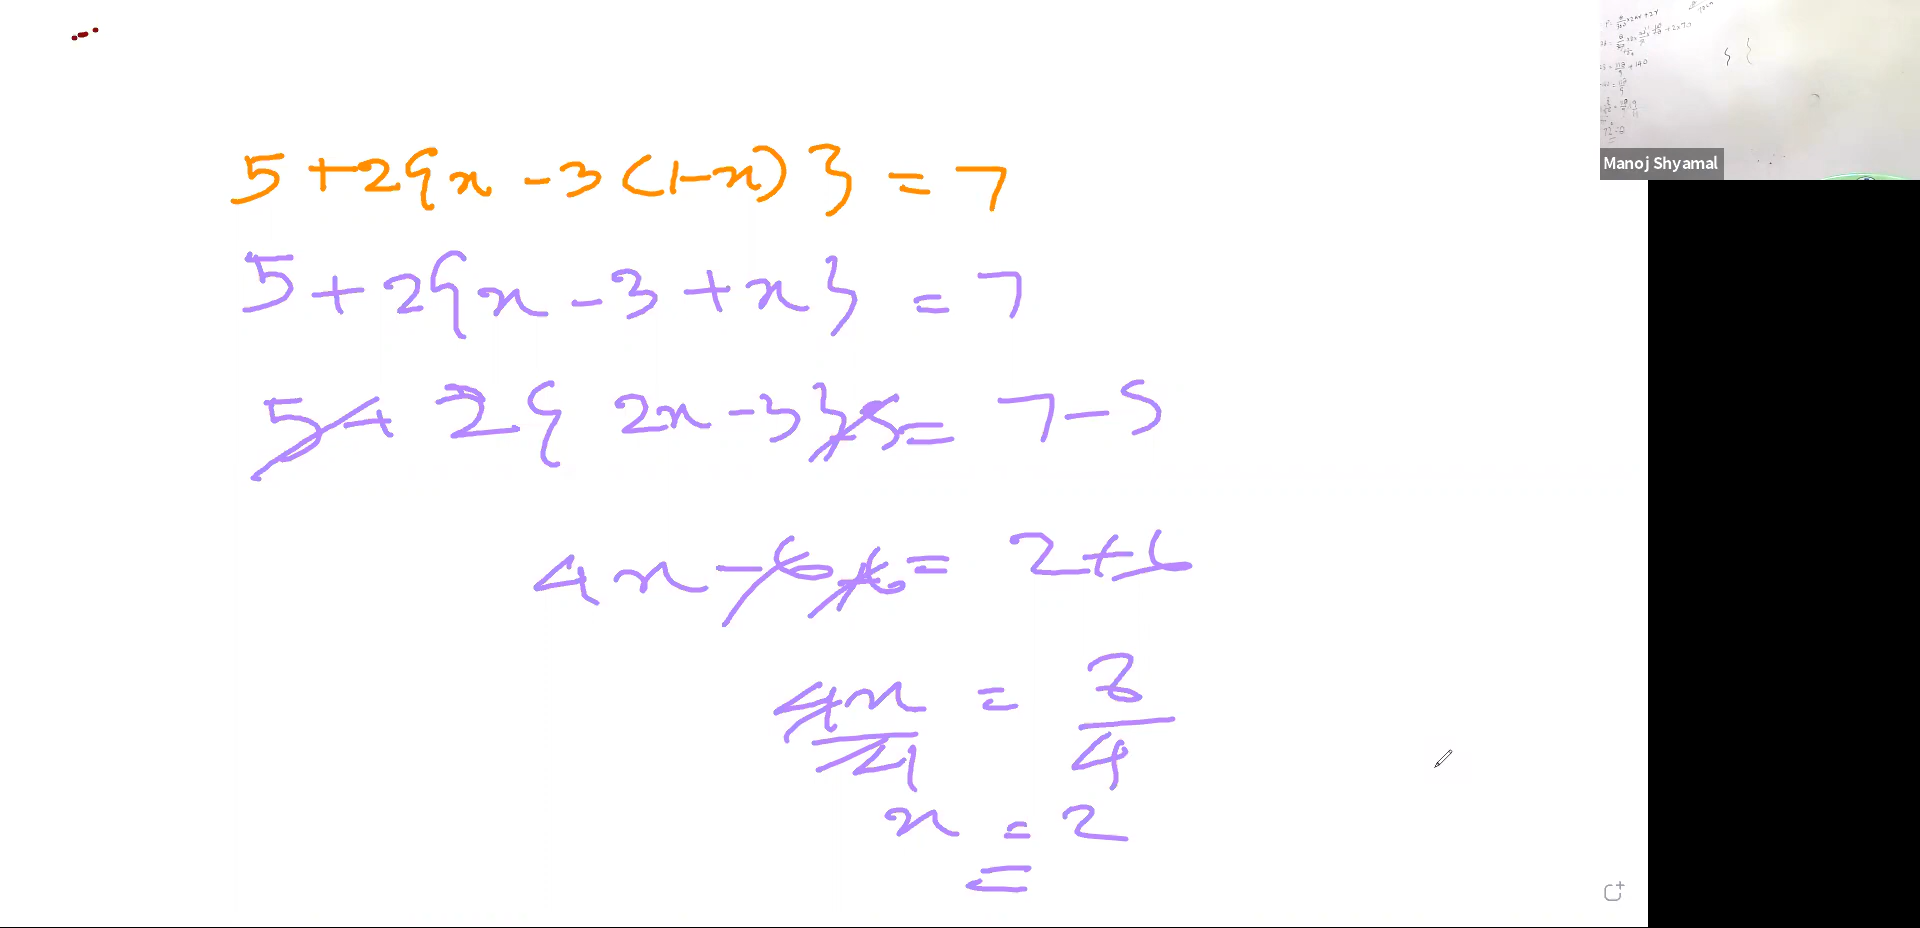 5 + 2{x - 3(1-x)} = 7
5 + 2{x - 3 + x} = 7
5 + 2{ 2x - 3} 5 = 7 - 5
4x - 6 + 6 = 2 + 6
4x/4 = 8/4
x = 2
Manoj Shyamal